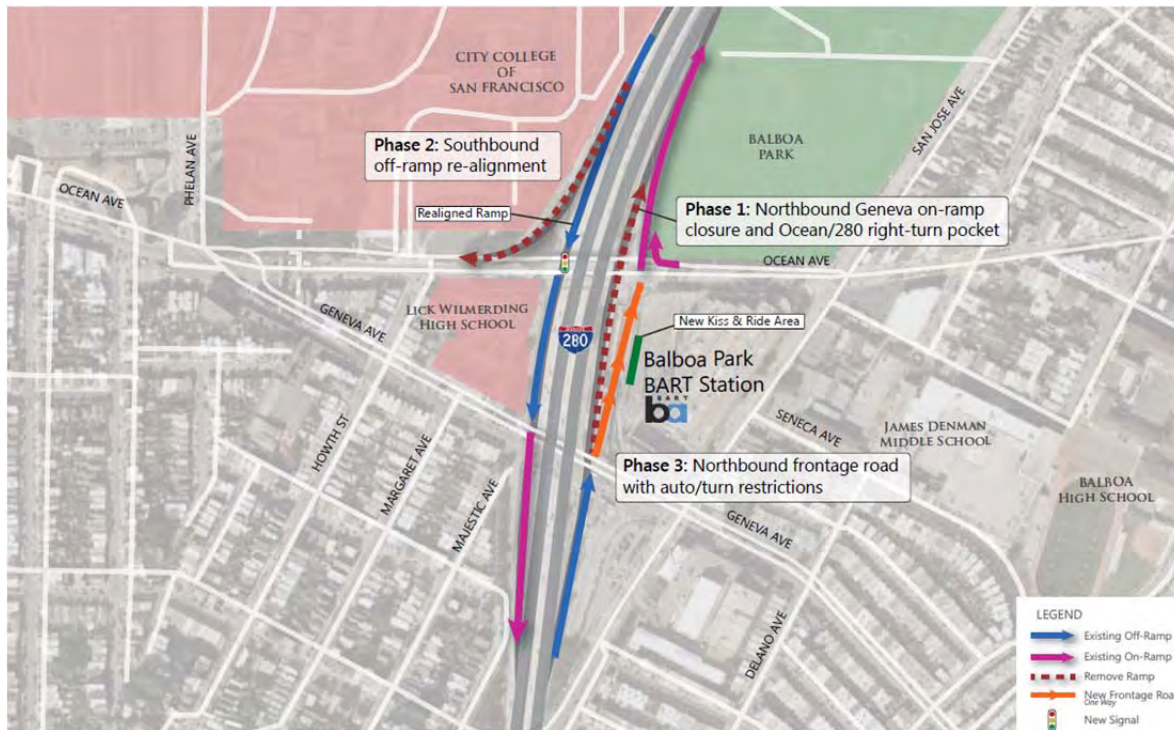 CITY COLLEGE
OF
SAN FRANCISCO
PHELAN AVE
Phase 2: Southbound
off-ramp re-alignment
BALBOA
PARK
SAN JOSE AVE
OCEAN AVE
Realigned Ramp
Phase 1: Northbound Geneva on-ramp
closure and Ocean/280 right-turn pocket
OCEAN AVE
GENEVA AVE
LICK WILMERDING
HIGH SCHOOL
280
New Kiss & Ride Area
Balboa Park
BART Station
BART
ba
SENECA AVE
JAMES DENMAN
MIDDLE SCHOOL
HOWTH ST
MARGARET AVE
MAJESTIC AVE
Phase 3: Northbound frontage road
with auto/turn restrictions
BALBOA
HIGH SCHOOL
GENEVA AVE
DELANO AVE
LEGEND
Existing Off-Ramp
Existing On-Ramp
Remove Ramp
New Frontage Roa
One Way
New Signal